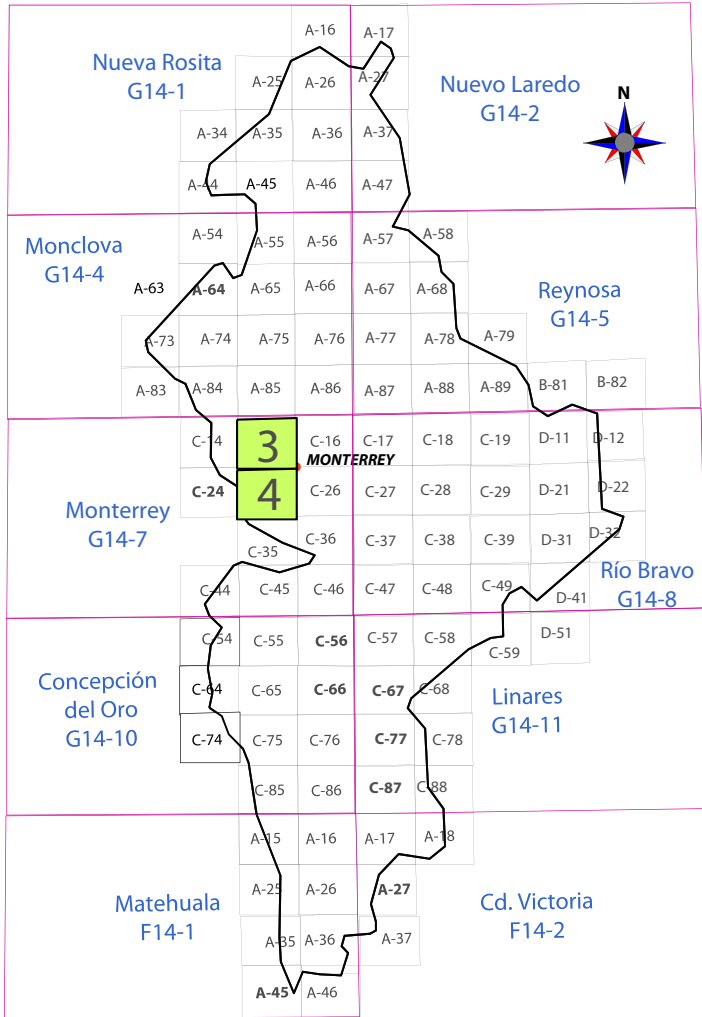 A-16
A-17
Nueva Rosita
G14-1
A-25
A-26
A-27
Nuevo Laredo
G14-2
N
A-34
A-35
A-36
A-37
A-44
A-45
A-46
A-47
Monclova
G14-4
A-54
A-55
A-56
A-57
A-58
A-63
A-64
A-65
A-66
A-67
A-68
Reynosa
G14-5
A-73
A-74
A-75
A-76
A-77
A-78
A-79
A-83
A-84
A-85
A-86
A-87
A-88
A-89
B-81
B-82
C-14
3
C-16
C-17
C-18
C-19
D-11
D-12
MONTERREY
C-24
4
C-26
C-27
C-28
C-29
D-21
D-22
Monterrey
G14-7
C-35
C-36
C-37
C-38
C-39
D-31
D-32
Río Bravo
G14-8
C-44
C-45
C-46
C-47
C-48
C-49
D-41
C-54
C-55
C-56
C-57
C-58
C-59
D-51
Concepción
del Oro
G14-10
C-64
C-65
C-66
C-67
C-68
Linares
G14-11
C-74
C-75
C-76
C-77
C-78
C-85
C-86
C-87
C-88
A-15
A-16
A-17
A-18
Matehuala
F14-1
A-25
A-26
A-27
Cd. Victoria
F14-2
A-35
A-36
A-37
A-45
A-46